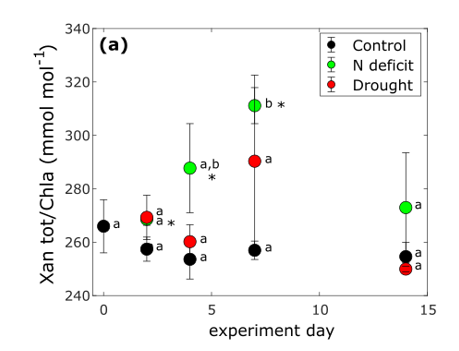 (a)
Control
N deficit
Drought
Xan tot/Chla (mmol mol⁻¹)
340
320
300
280
260
240
b *
a
a,b
*
a
a
a *
a
a
a
a
a
a
a
0
5
10
15
experiment day